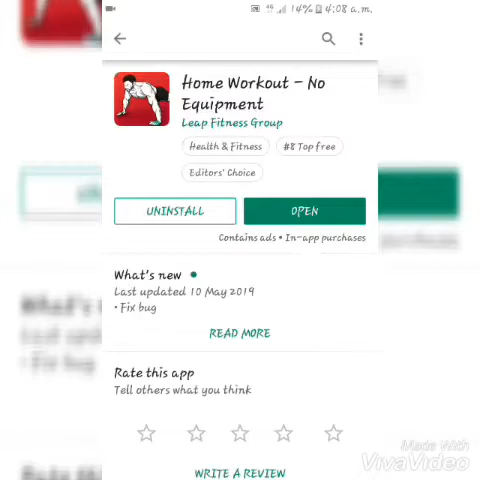 4G 14% 4:08 a.m.
Home Workout - No
Equipment
Leap Fitness Group
Health & Fitness
#8 Top free
Editors' Choice
UNINSTALL
OPEN
Contains ads • In-app purchases
What's new
Last updated 10 May 2019
• Fix bug
READ MORE
Rate this app
Tell others what you think
WRITE A REVIEW
Made With
VivaVideo